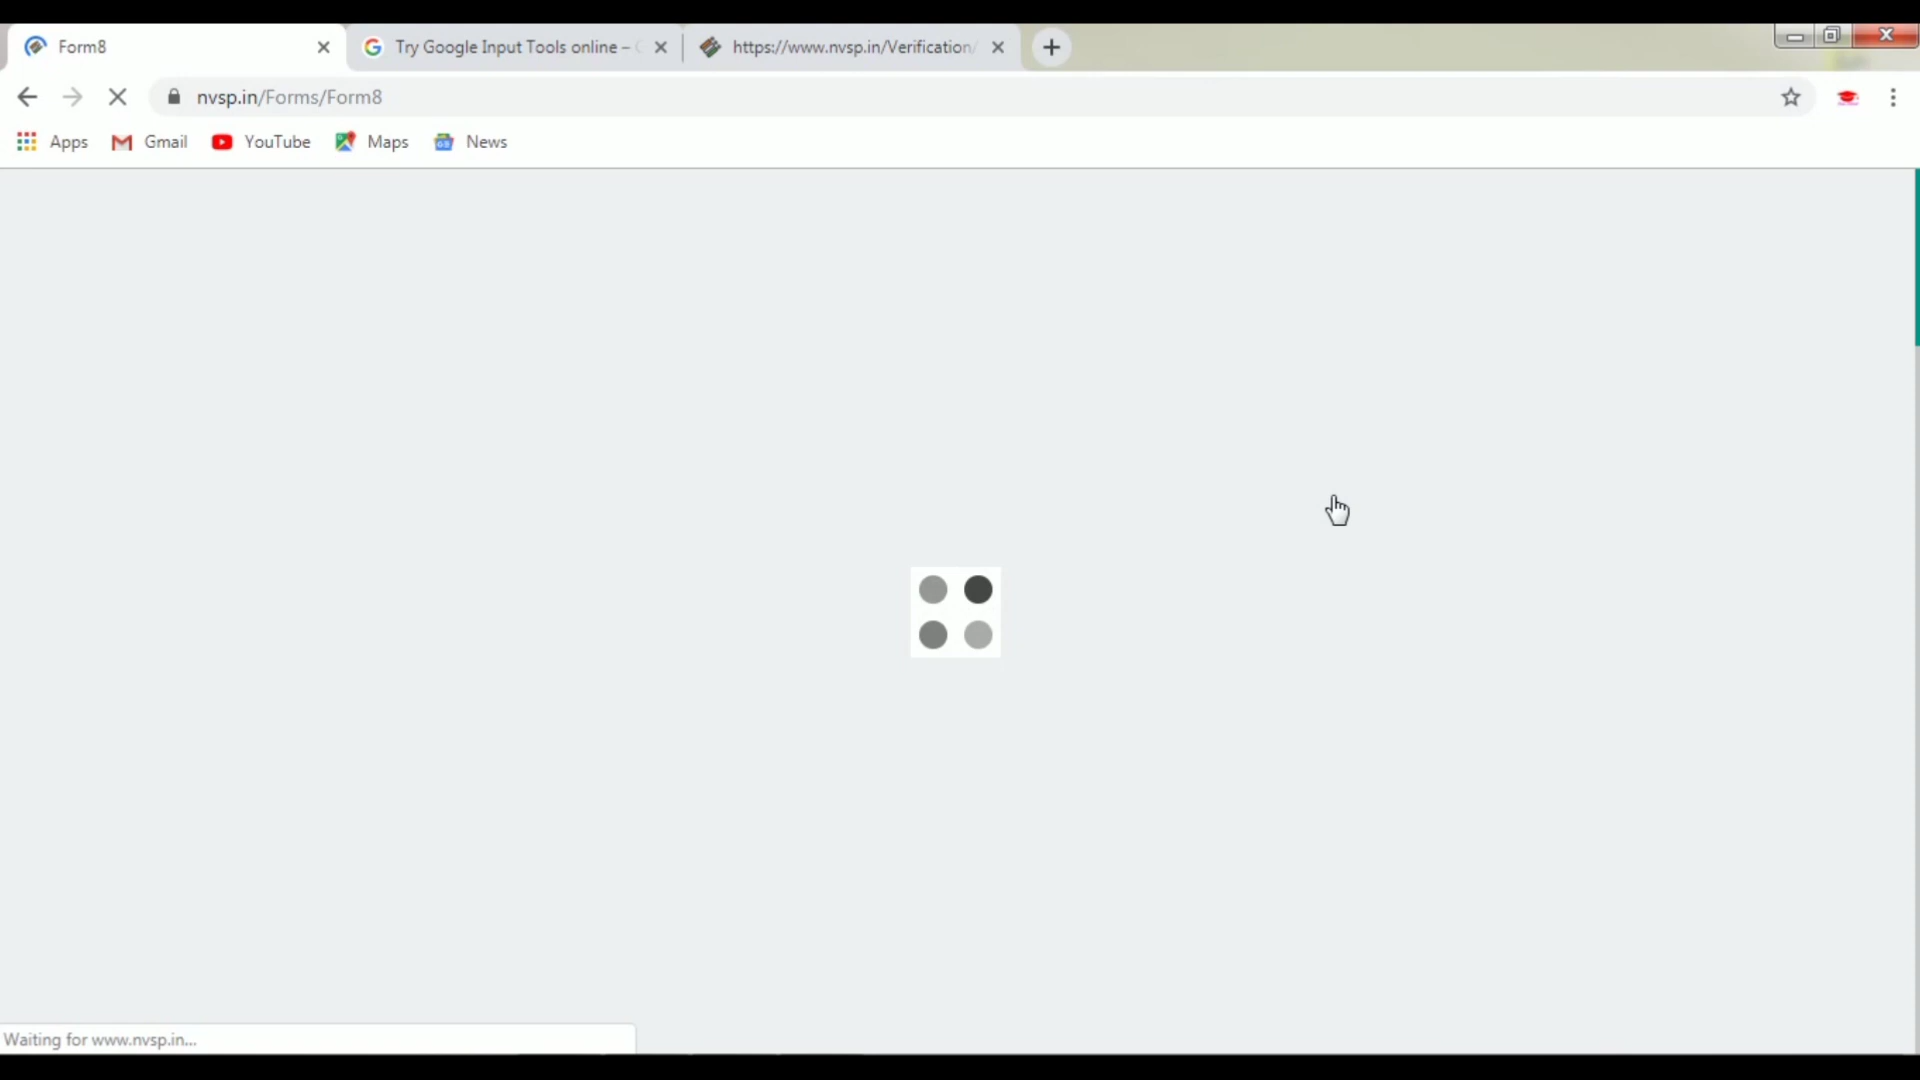 Form8
Try Google Input Tools online –
https://www.nvsp.in/Verification/
nvsp.in/Forms/Form8
Apps
Gmail
YouTube
Maps
News
Waiting for www.nvsp.in...